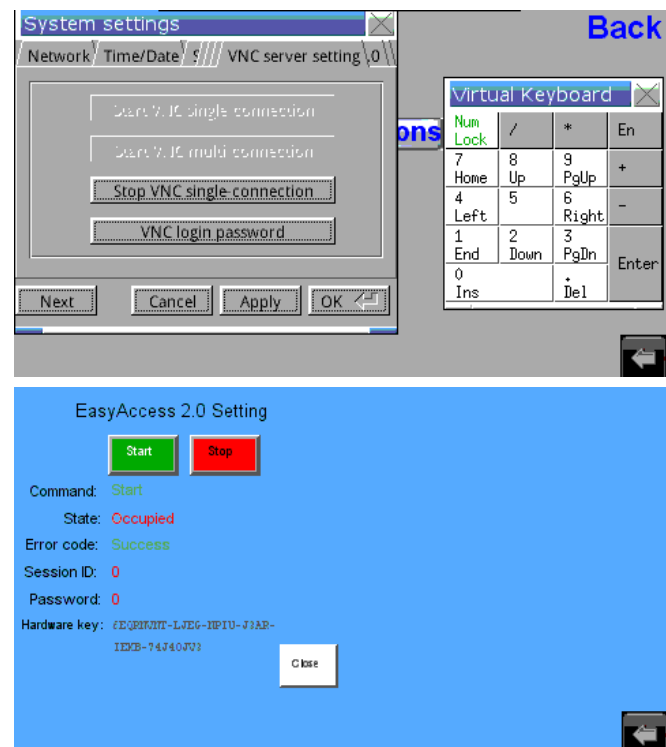 System settings
Back
Network Time/Date VNC server setting
Start VNC single connection
Start VNC multi connection
Stop VNC single-connection
VNC login password
Next Cancel Apply OK
ons
Virtual Keyboard
Num Lock / * En
7 Home 8 Up 9 PgUp +
4 Left 5 6 Right -
1 End 2 Down 3 PgDn Enter
0 Ins . Del
EasyAccess 2.0 Setting
Start Stop
Command: Start
State: Occupied
Error code: Success
Session ID: 0
Password: 0
Hardware key:
Close